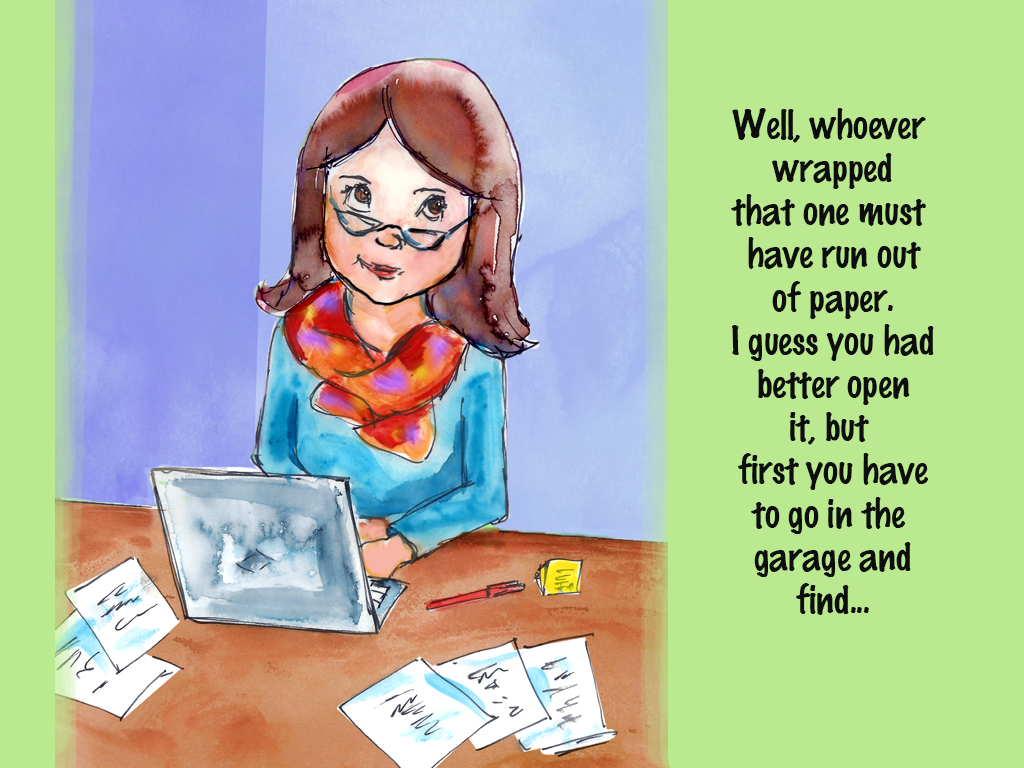 Well, whoever
wrapped
that one must
have run out
of paper.
I guess you had
better open
it, but
first you have
to go in the
garage and
find...